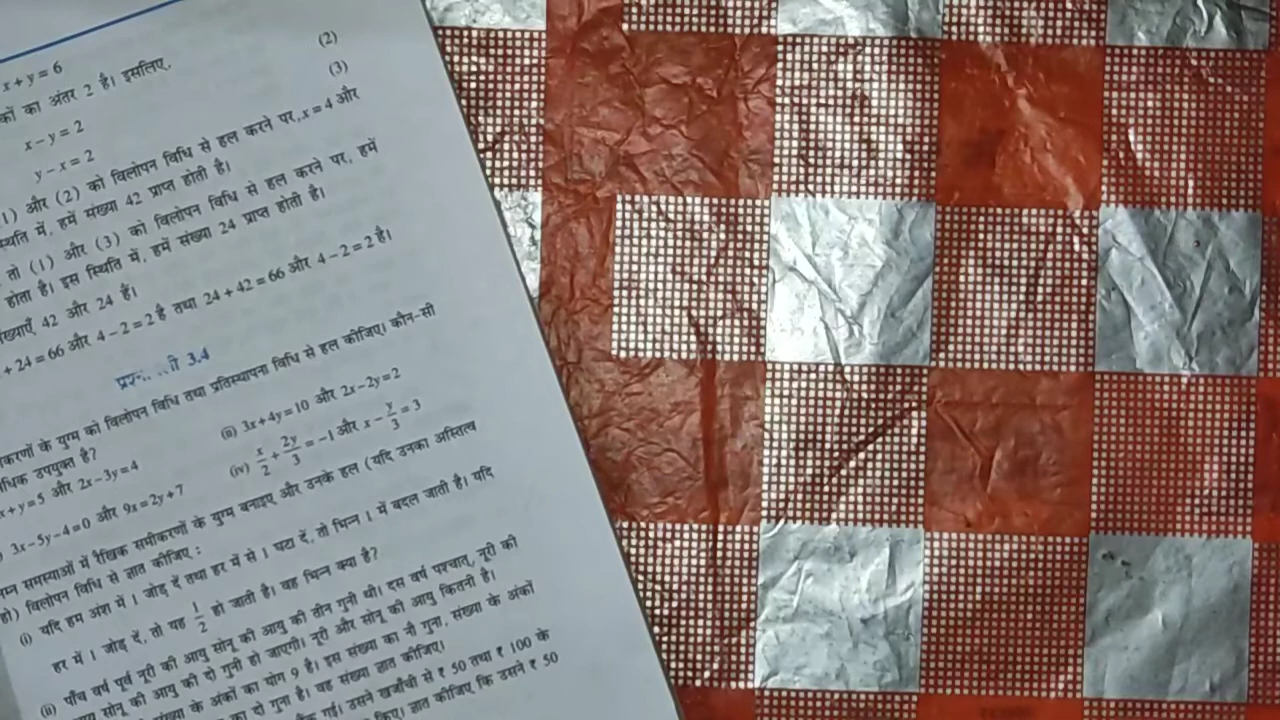 x + y = 6 (2)
कों का अंतर 2 है। इसलिए,
x – y = 2 (3)
y – x = 2
1) और (2) को विलोपन विधि से हल करने पर, x = 4 और
स्थिति में, हमें संख्या 42 प्राप्त होती है।
तो (1) और (3) को विलोपन विधि से हल करने पर, हमें
होता है। इस स्थिति में, हमें संख्या 24 प्राप्त होती है।
संख्याएँ 42 और 24 हैं।
+ 24 = 66 और 4 – 2 = 2 है तथा 24 + 42 = 66 और 4 – 2 = 2 है।
3.4
करणों के युग्म को विलोपन विधि तथा प्रतिस्थापना विधि से हल कीजिए। कौन-सी
धिक उपयुक्त है?
x + y = 5 और 2x – 3y = 4 (ii) 3x + 4y = 10 और 2x – 2y = 2
3x – 5y – 4 = 0 और 9x = 2y + 7 (iv) x/2 + 2y/3 = –1 और x – y/3 = 3
म्न समस्याओं में रैखिक समीकरणों के युग्म बनाइए और उनके हल (यदि उनका अस्तित्व
हो) विलोपन विधि से ज्ञात कीजिए :
(i) यदि हम अंश में 1 जोड़ दें तथा हर में से 1 घटा दें, तो भिन्न 1 में बदल जाती है। यदि
हर में 1 जोड़ दें, तो यह 1/2 हो जाती है। वह भिन्न क्या है?
(ii) पाँच वर्ष पूर्व नूरी की आयु सोनू की आयु की तीन गुनी थी। दस वर्ष पश्चात्, नूरी की
आयु सोनू की आयु की दो गुनी हो जाएगी। नूरी और सोनू की आयु कितनी है।
संख्या के अंकों का योग 9 है। इस संख्या का नौ गुना, संख्या के अंकों
का दो गुना है। वह संख्या ज्ञात कीजिए।
गई। उसने खजाँची से ₹ 50 तथा ₹ 100 के
किए। ज्ञात कीजिए कि उसने ₹ 50